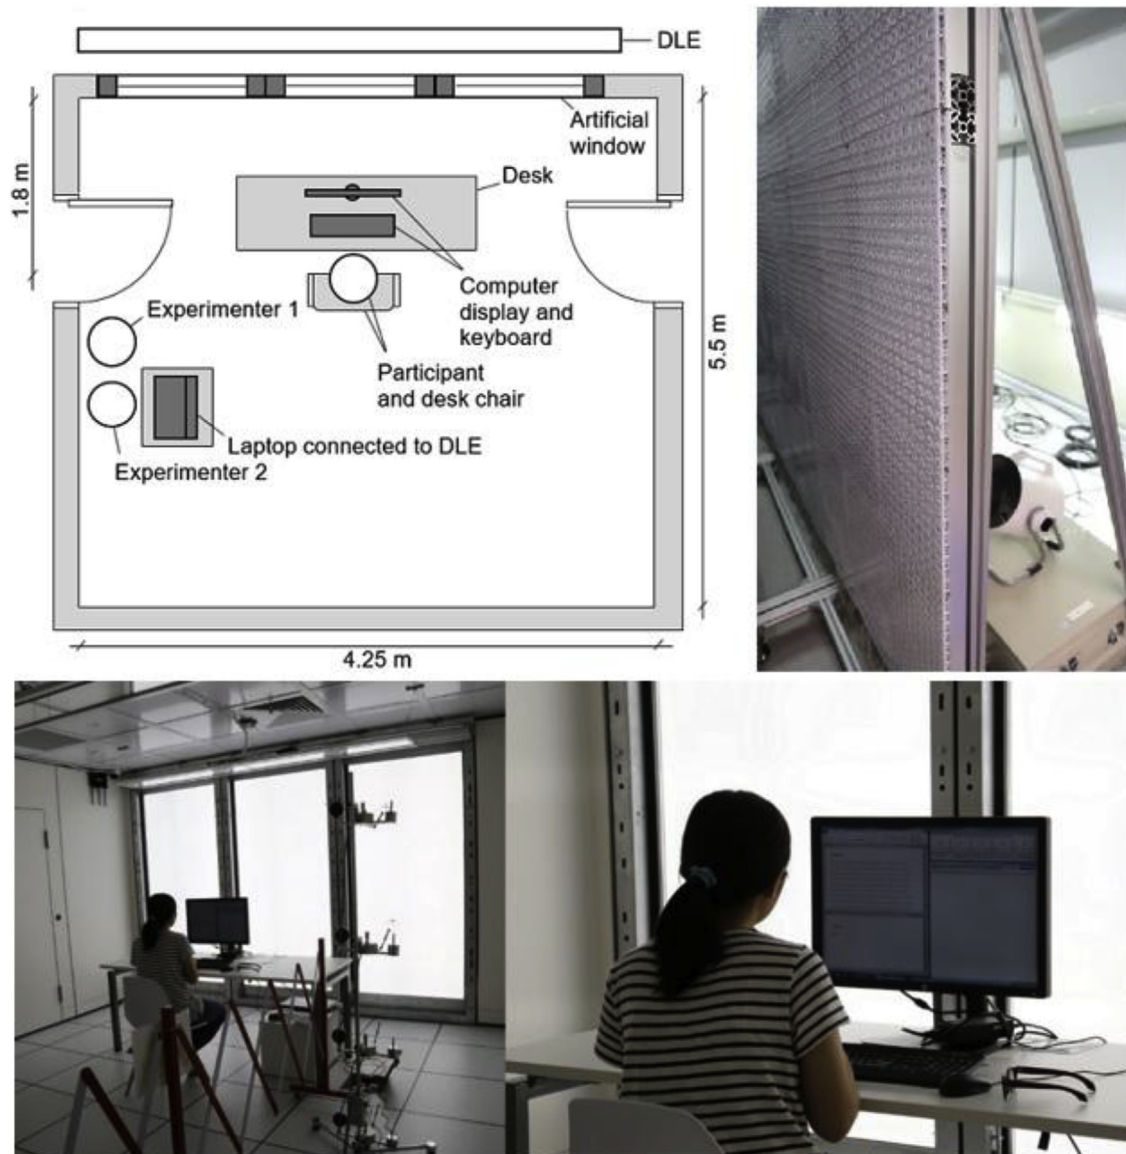 DLE
Artificial
window
Desk
1.8 m
Computer
display and
keyboard
Experimenter 1
5.5 m
Participant
and desk chair
Laptop connected to DLE
Experimenter 2
4.25 m